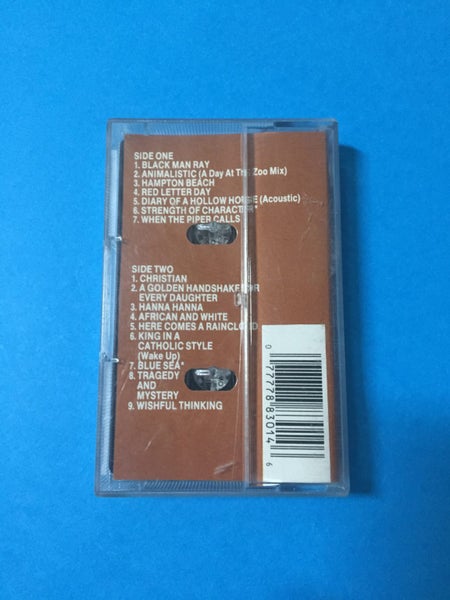 SIDE ONE
1. BLACK MAN RAY
2. ANIMALISTIC (A Day At The Zoo Mix)
3. HAMPTON BEACH
4. RED LETTER DAY
5. DIARY OF A HOLLOW HORSE (Acoustic)
6. STRENGTH OF CHARACTER*
7. WHEN THE PIPER CALLS
SIDE TWO
1. CHRISTIAN
2. A GOLDEN HANDSHAKE FOR
EVERY DAUGHTER
3. HANNA HANNA
4. AFRICAN AND WHITE
5. HERE COMES A RAINCLOUD
6. KING IN A
CATHOLIC STYLE
(Wake Up)
7. BLUE SEA*
8. TRAGEDY
AND
MYSTERY
9. WISHFUL THINKING
0 77778 83014 6